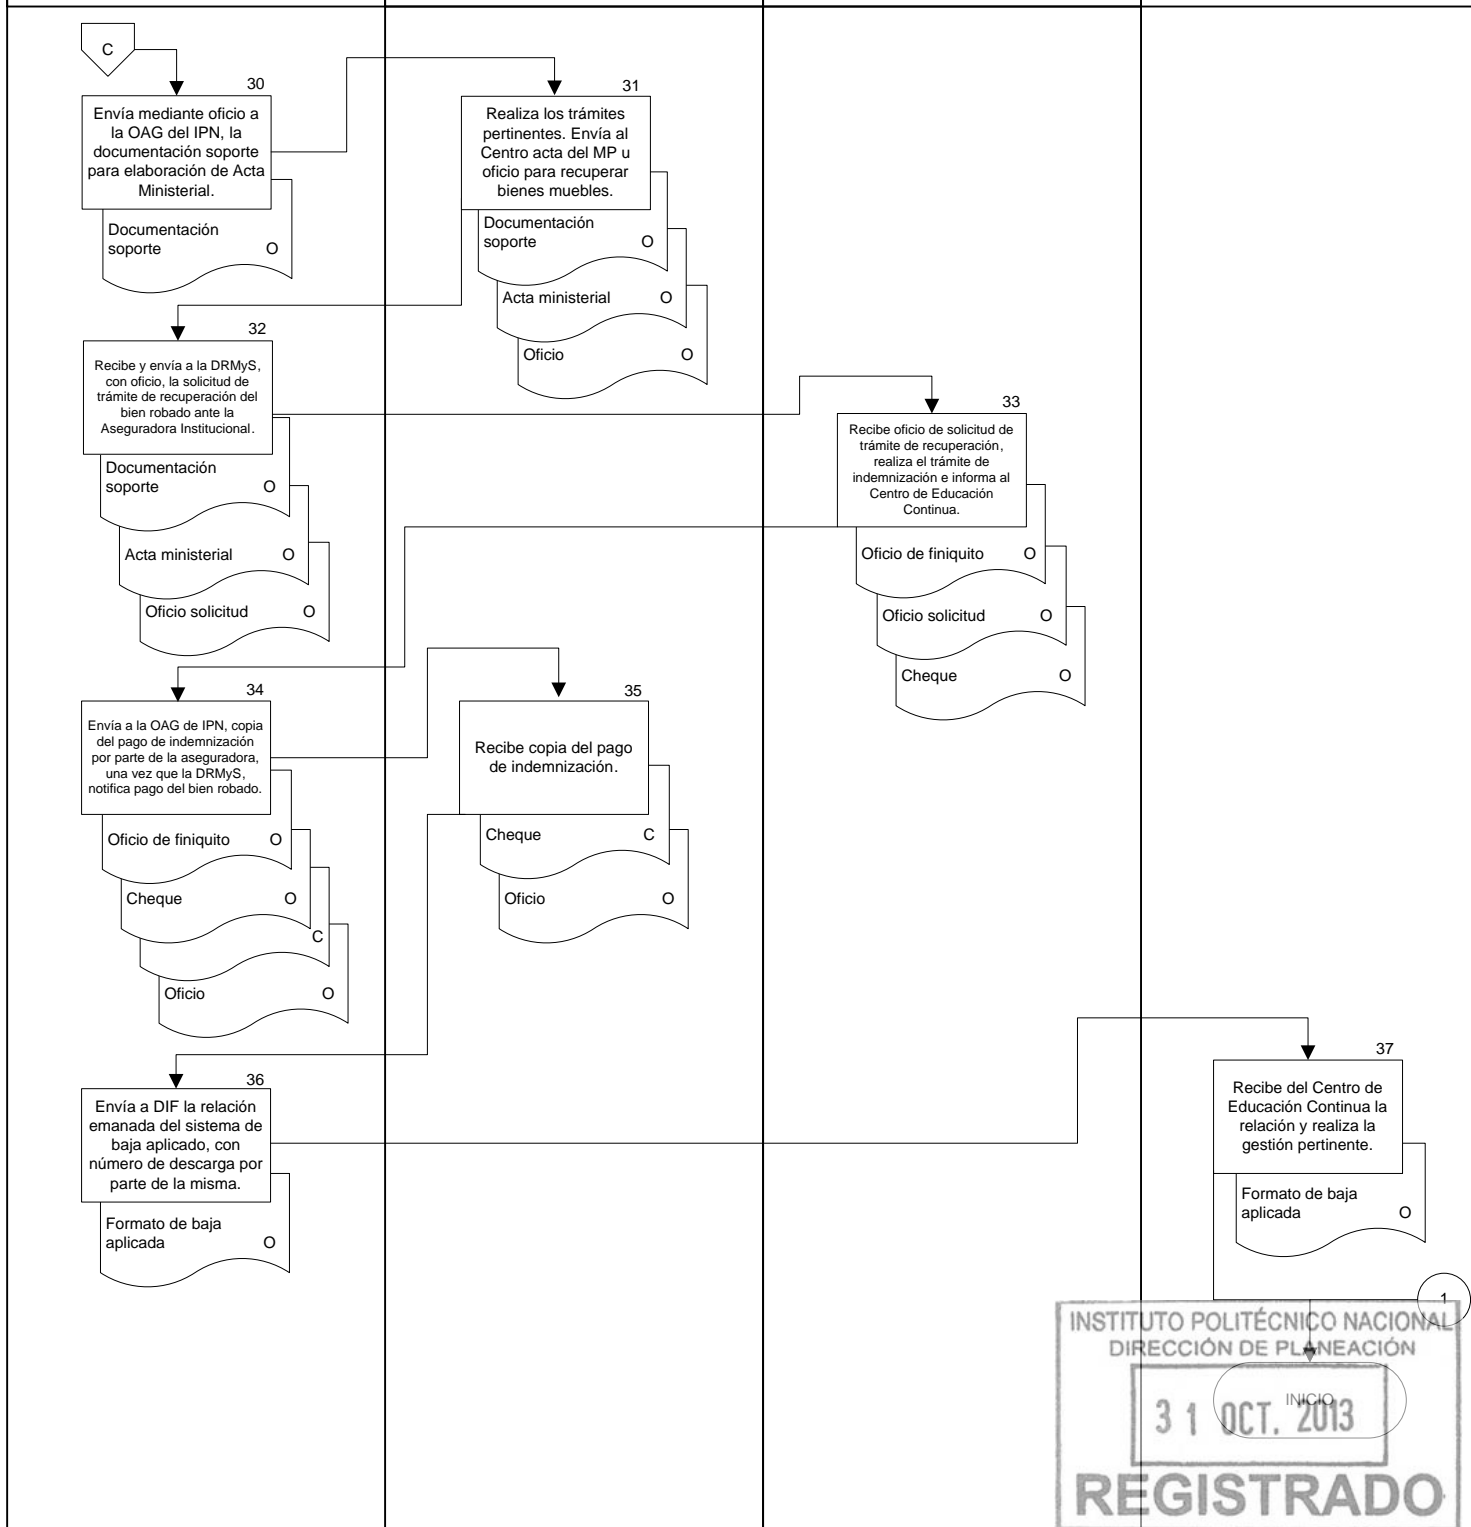 C
30
Envía mediante oficio a
la OAG del IPN, la
documentación soporte
para elaboración de Acta
Ministerial.
Documentación
soporte O
31
Realiza los trámites
pertinentes. Envía al
Centro acta del MP u
oficio para recuperar
bienes muebles.
Documentación
soporte O
Acta ministerial O
Oficio O
32
Recibe y envía a la DRMyS,
con oficio, la solicitud de
trámite de recuperación del
bien robado ante la
Aseguradora Institucional.
Documentación
soporte O
Acta ministerial O
Oficio solicitud O
33
Recibe oficio de solicitud de
trámite de recuperación,
realiza el trámite de
indemnización e informa al
Centro de Educación
Continua.
Oficio de finiquito O
Oficio solicitud O
Cheque O
34
Envía a la OAG de IPN, copia
del pago de indemnización
por parte de la aseguradora,
una vez que la DRMyS,
notifica pago del bien robado.
Oficio de finiquito O
Cheque O
C
Oficio O
35
Recibe copia del pago
de indemnización.
Cheque C
Oficio O
36
Envía a DIF la relación
emanada del sistema de
baja aplicado, con
número de descarga por
parte de la misma.
Formato de baja
aplicada O
37
Recibe del Centro de
Educación Continua la
relación y realiza la
gestión pertinente.
Formato de baja
aplicada O
1
INSTITUTO POLITÉCNICO NACIONAL
DIRECCIÓN DE PLANEACIÓN
INICIO
31 OCT. 2013
REGISTRADO